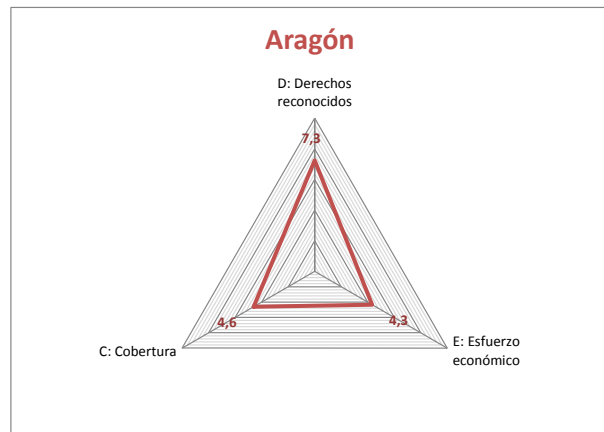 Aragón
D: Derechos
reconocidos
7,3
4,6
4,3
C: Cobertura
E: Esfuerzo
económico